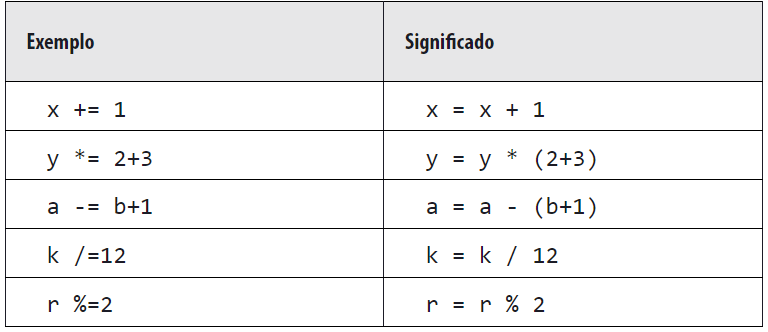 Exemplo Significado
x += 1 x = x + 1
y *= 2+3 y = y * (2+3)
a -= b+1 a = a - (b+1)
k /=12 k = k / 12
r %=2 r = r % 2